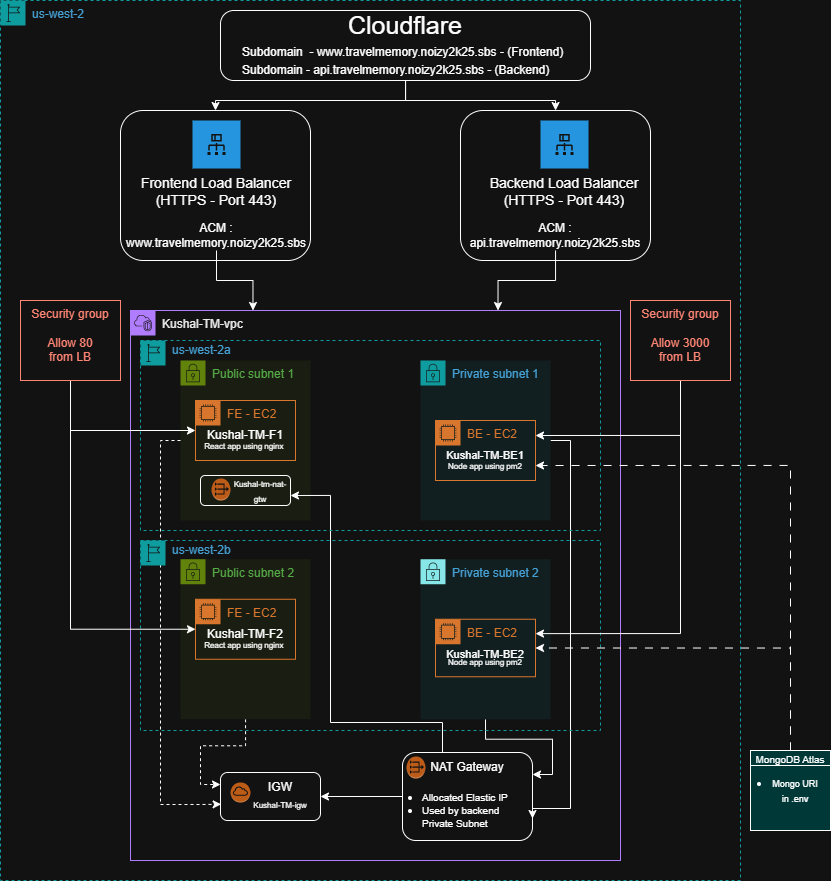 us-west-2
Cloudflare
Subdomain - www.travelmemory.noizy2k25.sbs - (Frontend)
Subdomain - api.travelmemory.noizy2k25.sbs - (Backend)
Frontend Load Balancer
(HTTPS - Port 443)
ACM :
www.travelmemory.noizy2k25.sbs
Backend Load Balancer
(HTTPS - Port 443)
ACM :
api.travelmemory.noizy2k25.sbs
Security group
Allow 80
from LB
Kushal-TM-vpc
Security group
Allow 3000
from LB
us-west-2a
Public subnet 1
FE - EC2
Kushal-TM-F1
React app using nginx
Kushal-tm-nat-
gtw
Private subnet 1
BE - EC2
Kushal-TM-BE1
Node app using pm2
us-west-2b
Public subnet 2
FE - EC2
Kushal-TM-F2
React app using nginx
Private subnet 2
BE - EC2
Kushal-TM-BE2
Node app using pm2
IGW
Kushal-TM-igw
NAT Gateway
• Allocated Elastic IP
• Used by backend
Private Subnet
MongoDB Atlas
• Mongo URI
in .env